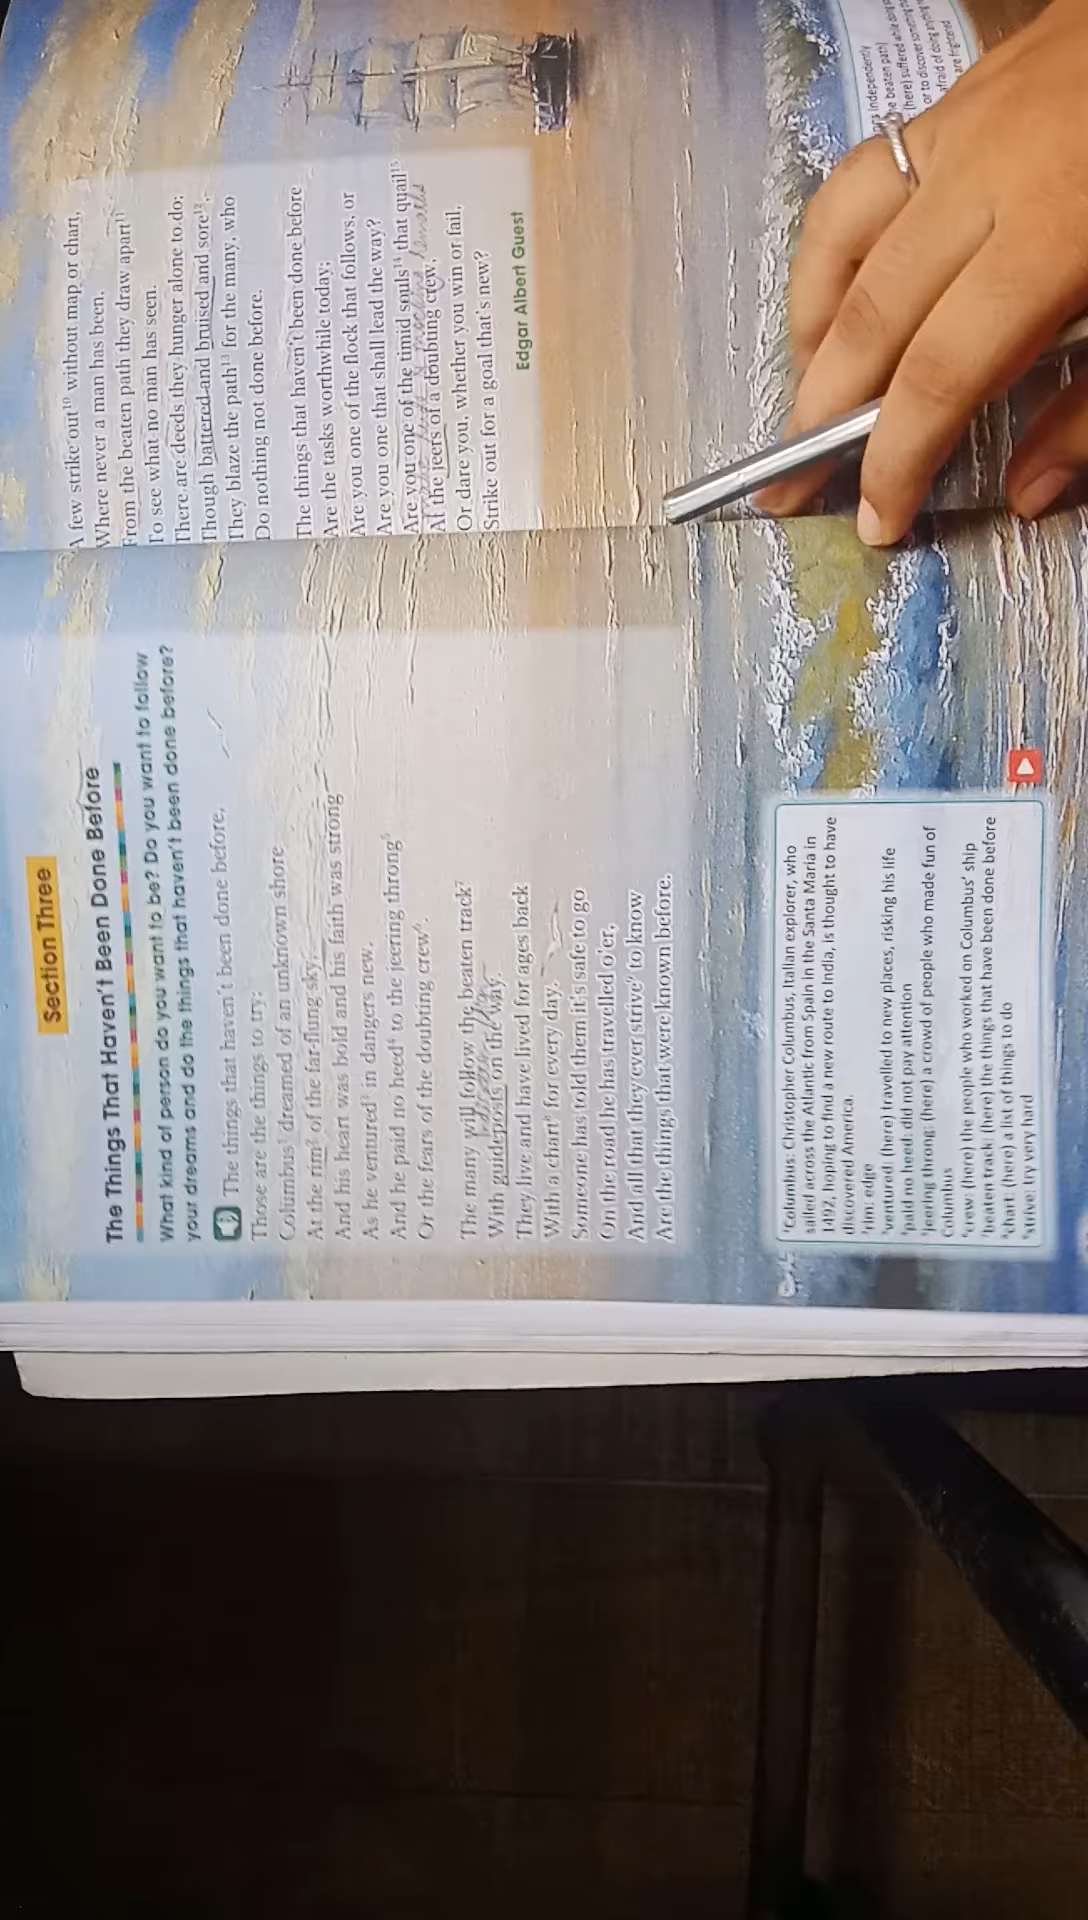 Section Three
The Things That Haven't Been Done Before
What kind of person do you want to be? Do you want to follow
your dreams and do the things that haven't been done before?
The things that haven't been done before,
Those are the things to try;
Columbus¹ dreamed of an unknown shore
At the rim² of the far-flung sky,
And his heart was bold and his faith was strong
As he ventured³ in dangers new,
And he paid no heed⁴ to the jeering throng⁵
Or the fears of the doubting crew⁶.
The many will follow the beaten track⁷
With guideposts on the way.
They live and have lived for ages back
With a chart⁸ for every day.
Someone has told them it's safe to go
On the road he has travelled o'er,
And all that they ever strive⁹ to know
Are the things that were known before.
¹Columbus: Christopher Columbus, Italian explorer, who
sailed across the Atlantic from Spain in the Santa Maria in
1492, hoping to find a new route to India, is thought to have
discovered America.
²rim: edge
³ventured: (here) travelled to new places, risking his life
⁴paid no heed: did not pay attention
⁵jeering throng: (here) a crowd of people who made fun of
Columbus
⁶crew: (here) the people who worked on Columbus' ship
⁷beaten track: (here) the things that have been done before
⁸chart: (here) a list of things to do
⁹strive: try very hard
A few strike out¹⁰ without map or chart,
Where never a man has been,
From the beaten path they draw apart¹¹
To see what no man has seen.
There are deeds they hunger alone to do;
Though battered and bruised and sore¹²,
They blaze the path¹³ for the many, who
Do nothing not done before.
The things that haven't been done before
Are the tasks worthwhile today;
Are you one of the flock that follows, or
Are you one that shall lead the way?
Are you one of the timid souls¹⁴ that quail¹⁵
At the jeers of a doubting crew,
Or dare you, whether you win or fail,
Strike out for a goal that's new?
Edgar Albert Guest
independently
beaten path
(here) suffered while doing
or to discover something
afraid of doing anything
are frightened